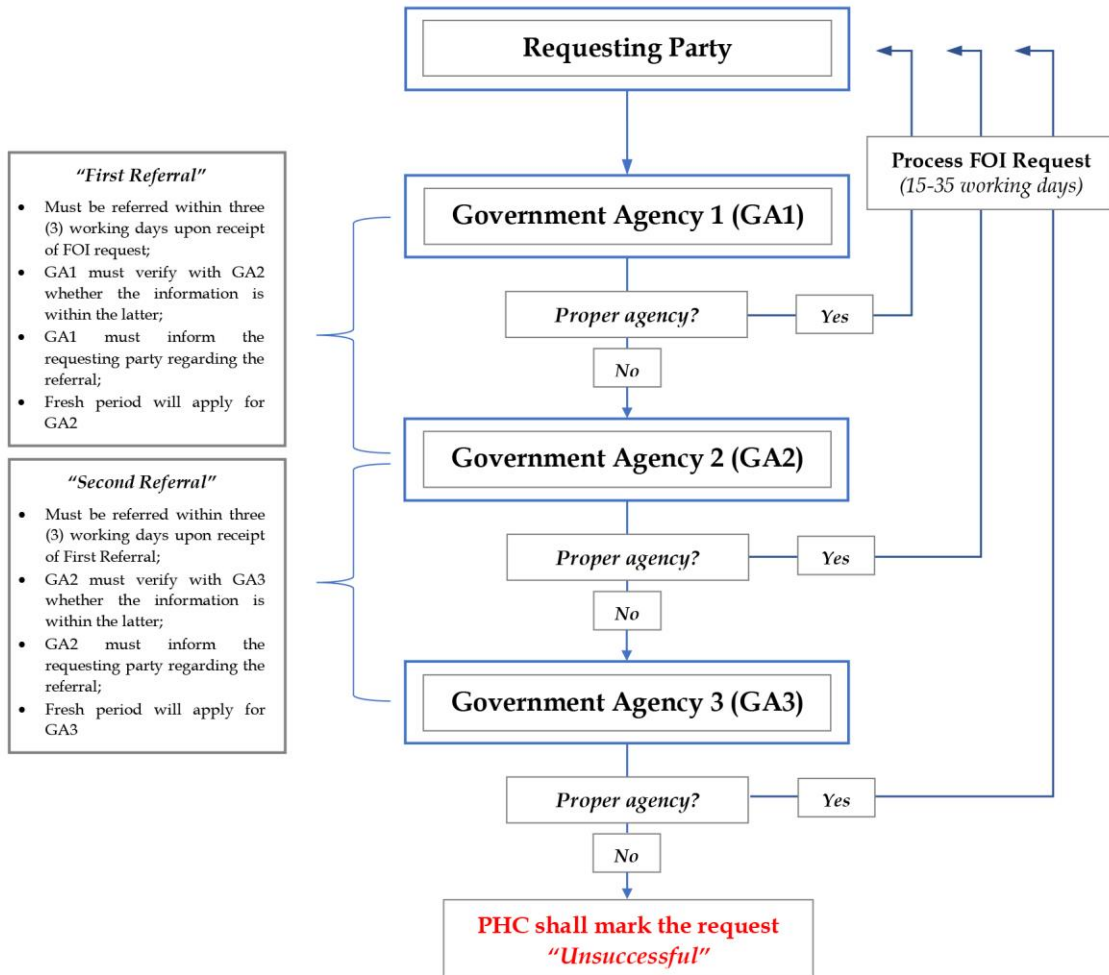 Requesting Party
Process FOI Request
(15-35 working days)
“First Referral”
• Must be referred within three
(3) working days upon receipt
of FOI request;
• GA1 must verify with GA2
whether the information is
within the latter;
• GA1 must inform the
requesting party regarding the
referral;
• Fresh period will apply for
GA2
Government Agency 1 (GA1)
Proper agency?
Yes
No
Government Agency 2 (GA2)
“Second Referral”
• Must be referred within three
(3) working days upon receipt
of First Referral;
• GA2 must verify with GA3
whether the information is
within the latter;
• GA2 must inform the
requesting party regarding the
referral;
• Fresh period will apply for
GA3
Proper agency?
Yes
No
Government Agency 3 (GA3)
Proper agency?
Yes
No
PHC shall mark the request
“Unsuccessful”